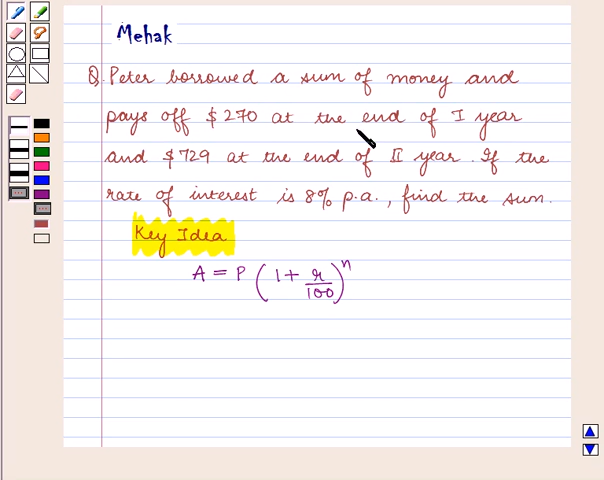 Mehak
Q. Peter borrowed a sum of money and
pays off $270 at the end of I year
and $729 at the end of II year. If the
rate of interest is 8% p.a., find the sum.
Key Idea
A = P ( 1 + r/100 )^n